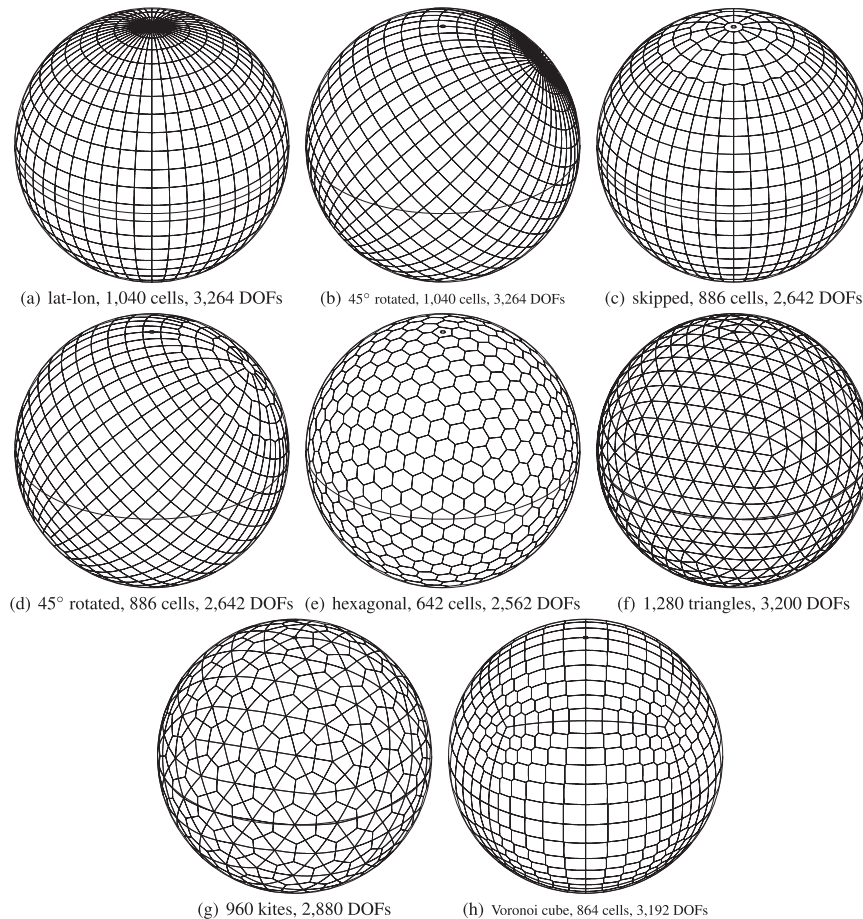 (a) lat-lon, 1,040 cells, 3,264 DOFs
(b) 45° rotated, 1,040 cells, 3,264 DOFs
(c) skipped, 886 cells, 2,642 DOFs
(d) 45° rotated, 886 cells, 2,642 DOFs
(e) hexagonal, 642 cells, 2,562 DOFs
(f) 1,280 triangles, 3,200 DOFs
(g) 960 kites, 2,880 DOFs
(h) Voronoi cube, 864 cells, 3,192 DOFs